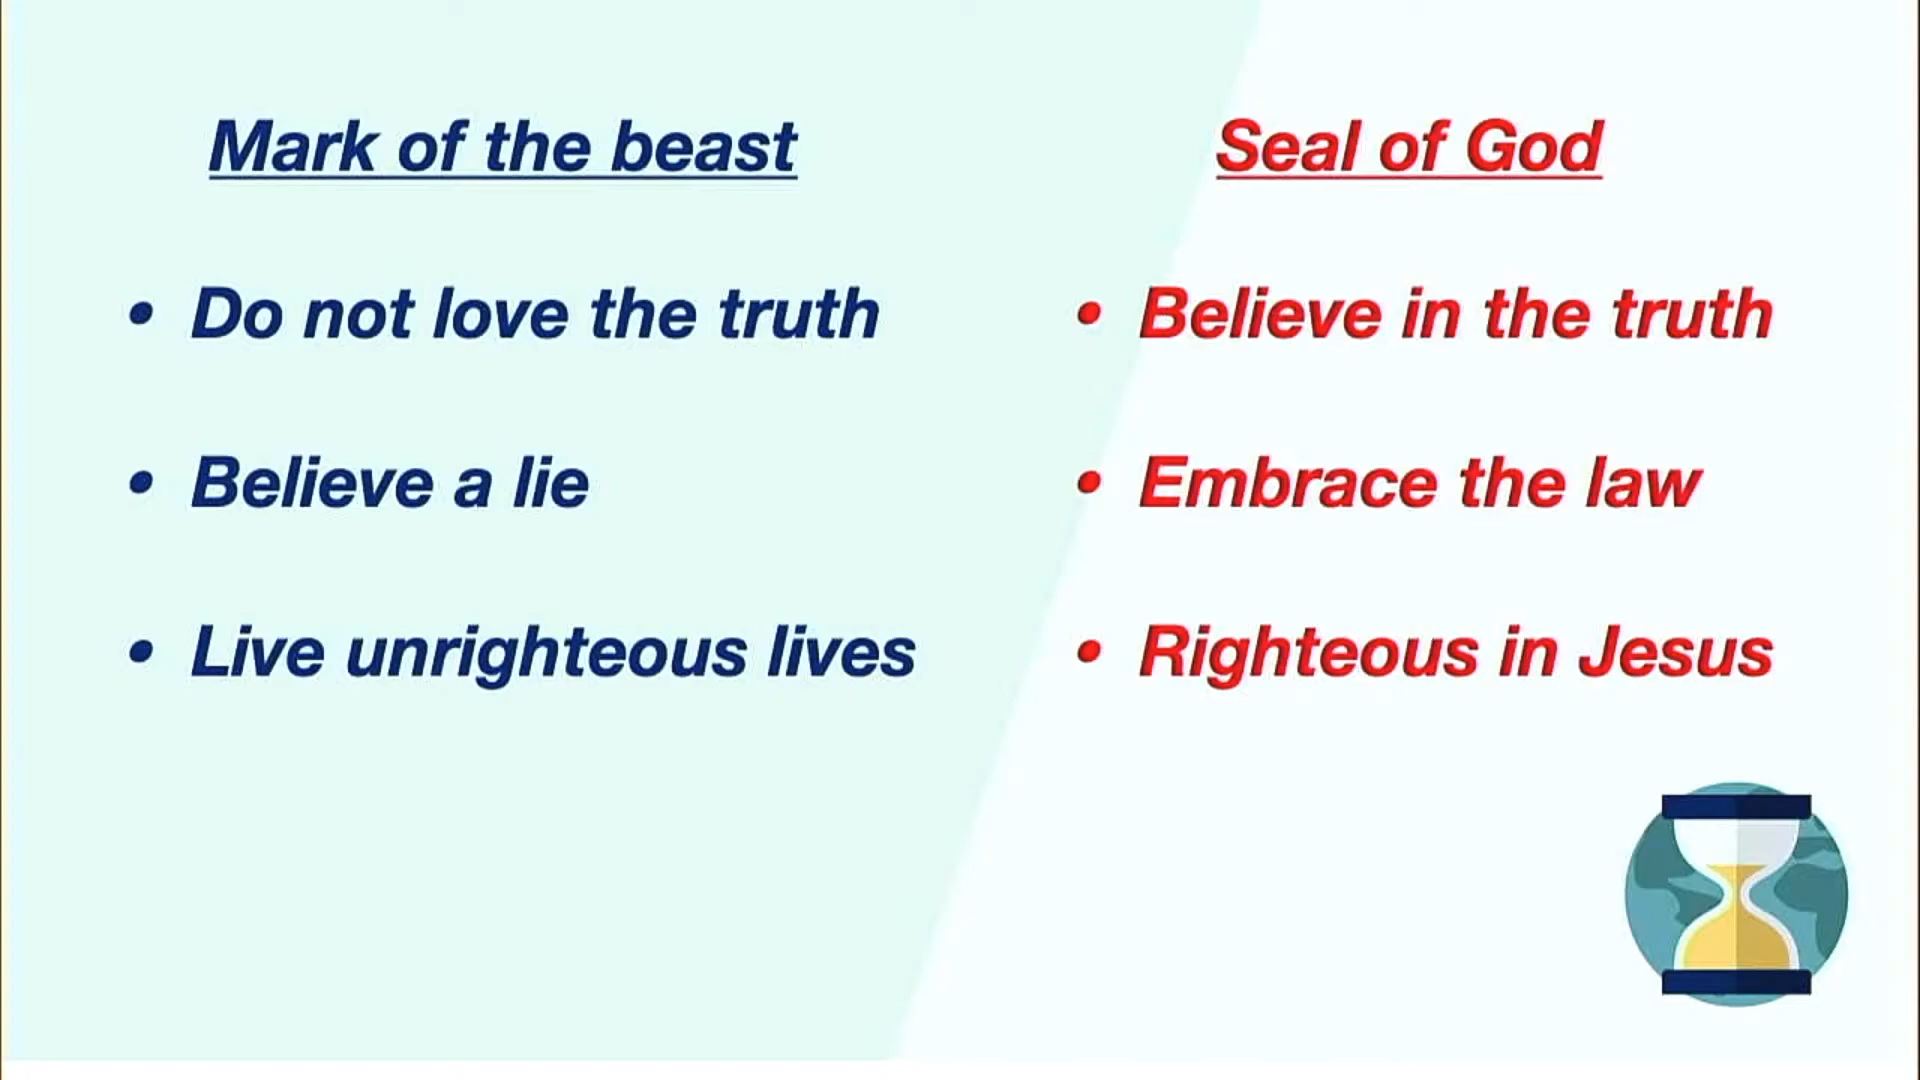 Mark of the beast
• Do not love the truth
• Believe a lie
• Live unrighteous lives
Seal of God
• Believe in the truth
• Embrace the law
• Righteous in Jesus